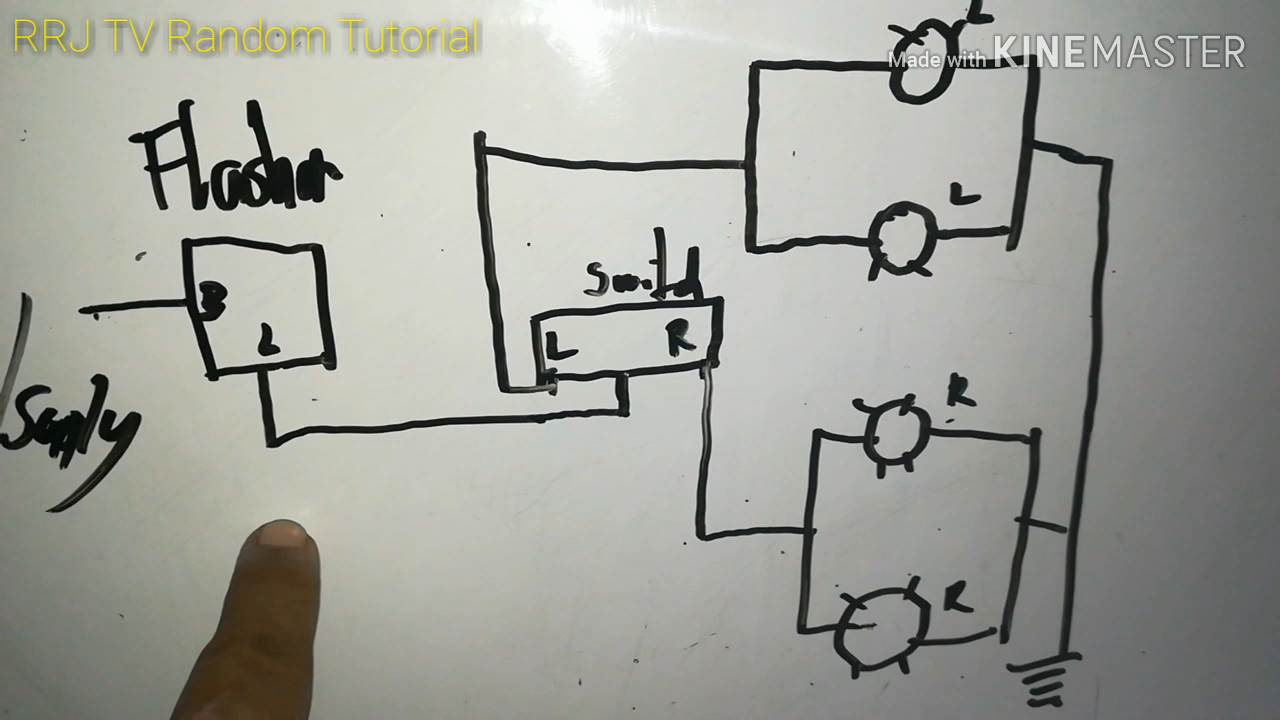 RRJ TV Random Tutorial
Made with KINEMASTER
L
Flasher
L
Switch
B
L
L
R
Supply
R
R